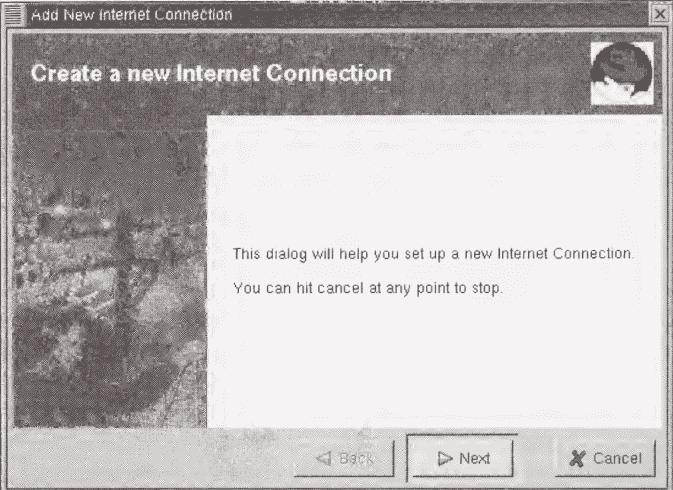 Add New Internet Connection
Create a new Internet Connection
This dialog will help you set up a new Internet Connection.
You can hit cancel at any point to stop.
Back
Next
Cancel